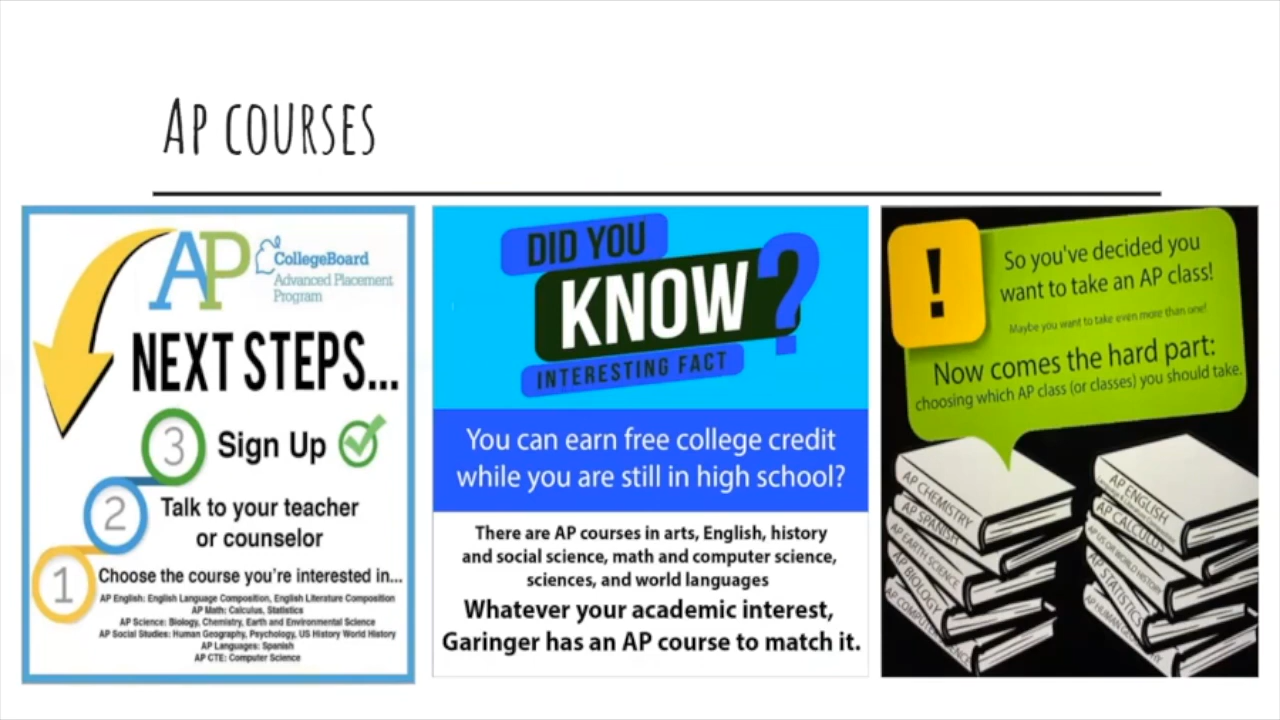 AP COURSES
AP
CollegeBoard
Advanced Placement
Program
NEXT STEPS...
3 Sign Up
2 Talk to your teacher
or counselor
1 Choose the course you're interested in...
AP English: English Language Composition, English Literature Composition
AP Math: Calculus, Statistics
AP Science: Biology, Chemistry, Earth and Environmental Science
AP Social Studies: Human Geography, Psychology, US History World History
AP Languages: Spanish
AP CTE: Computer Science
DID YOU
KNOW?
INTERESTING FACT
You can earn free college credit
while you are still in high school?
There are AP courses in arts, English, history
and social science, math and computer science,
sciences, and world languages
Whatever your academic interest,
Garinger has an AP course to match it.
!
So you've decided you
want to take an AP class!
Maybe you want to take even more than one!
Now comes the hard part:
choosing which AP class (or classes) you should take.
AP CHEMISTRY
AP SPANISH
AP EARTH SCIENCE
AP BIOLOGY
AP COMPUTER SCIENCE
AP ENGLISH
AP CALCULUS
AP US OR WORLD HISTORY
AP STATISTICS
AP HUMAN